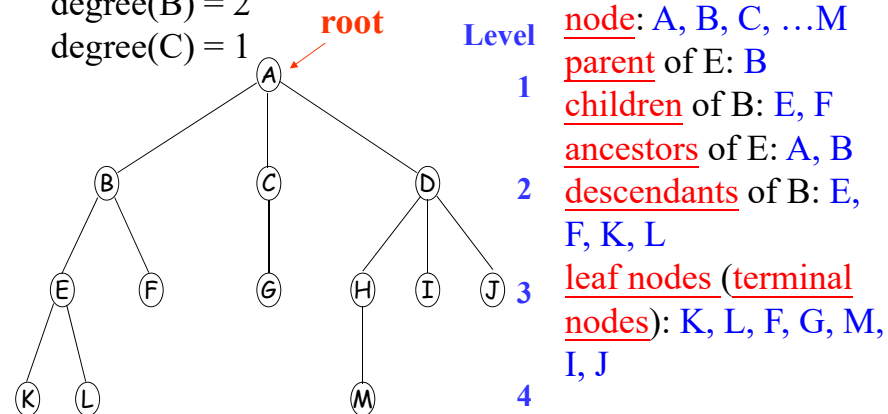 degree(B) = 2
degree(C) = 1
root
Level
A
1
B
C
D
2
E
F
G
H
I
J
3
K
L
M
4
node: A, B, C, …M
parent of E: B
children of B: E, F
ancestors of E: A, B
descendants of B: E,
F, K, L
leaf nodes (terminal
nodes): K, L, F, G, M,
I, J